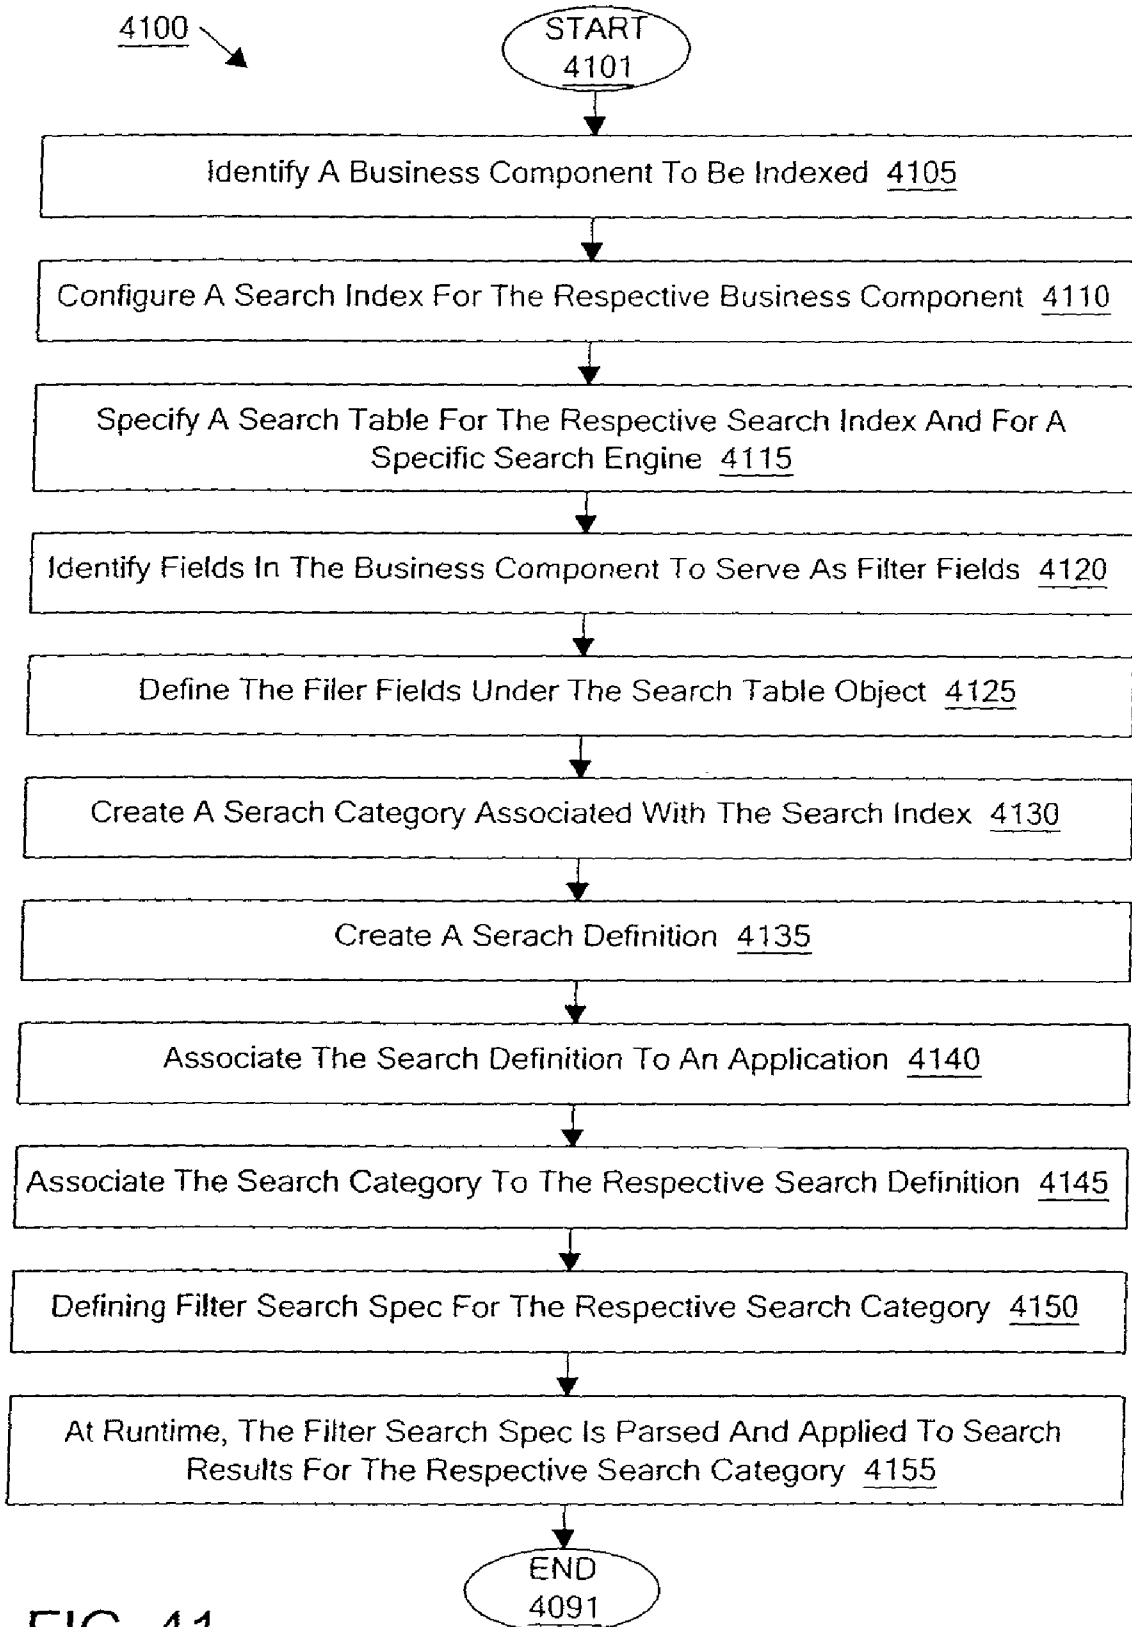 4100
START
4101
Identify A Business Component To Be Indexed 4105
Configure A Search Index For The Respective Business Component 4110
Specify A Search Table For The Respective Search Index And For A
Specific Search Engine 4115
Identify Fields In The Business Component To Serve As Filter Fields 4120
Define The Filer Fields Under The Search Table Object 4125
Create A Serach Category Associated With The Search Index 4130
Create A Serach Definition 4135
Associate The Search Definition To An Application 4140
Associate The Search Category To The Respective Search Definition 4145
Defining Filter Search Spec For The Respective Search Category 4150
At Runtime, The Filter Search Spec Is Parsed And Applied To Search
Results For The Respective Search Category 4155
END
4091
FIG. 41